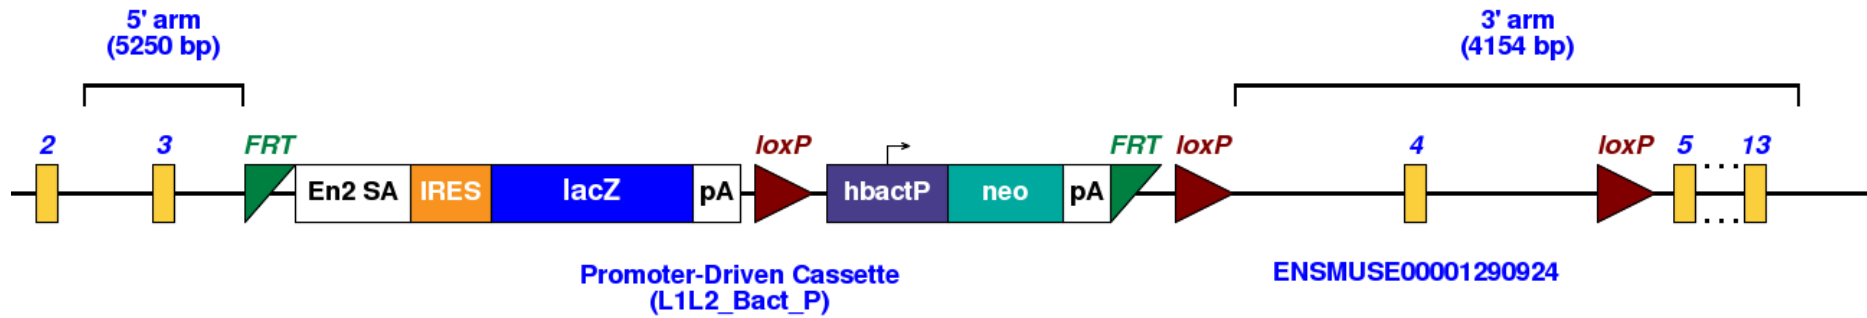 5' arm
(5250 bp)
3' arm
(4154 bp)
2 3 FRT loxP FRT loxP 4 loxP 5 13
En2 SA IRES lacZ pA hbactP neo pA
Promoter-Driven Cassette
(L1L2_Bact_P)
ENSMUSE00001290924